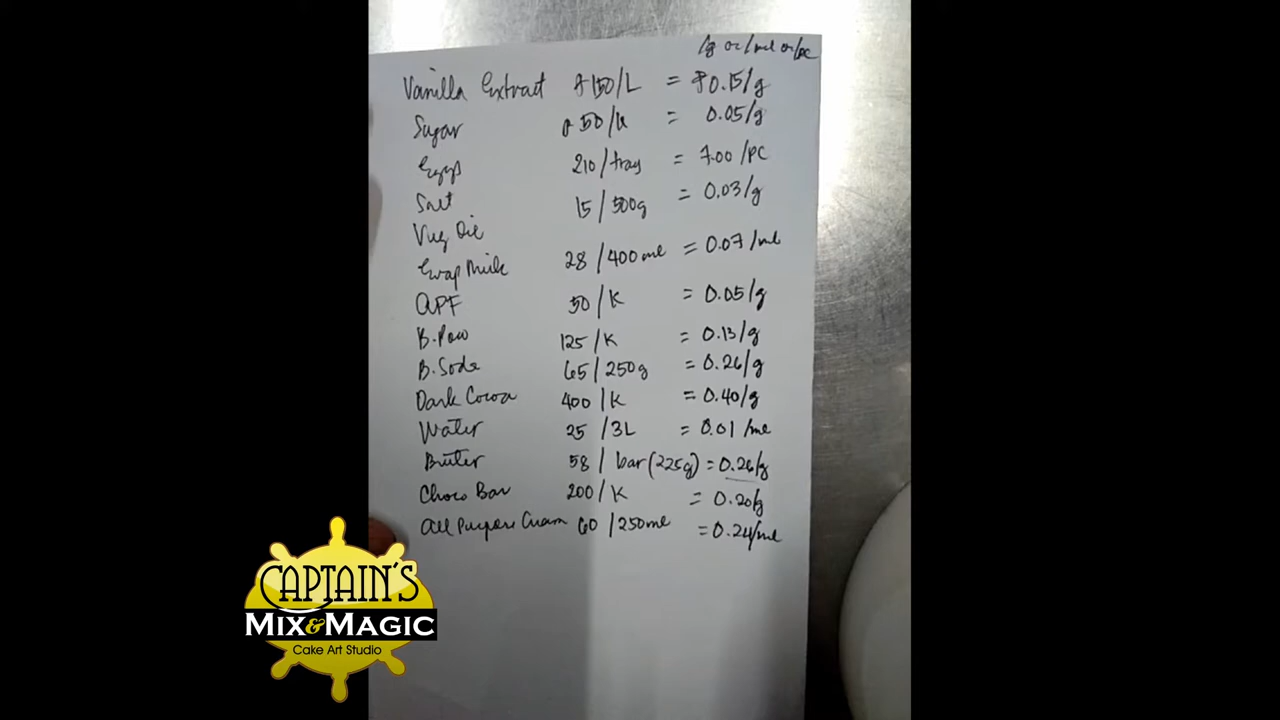 /g or /ml or /pc
Vanilla Extract ₱150/L = ₱0.15/g
Sugar ₱50/K = 0.05/g
Eggs 210/tray = 7.00/PC
Salt 15/500g = 0.03/g
Veg Oil
Evap Milk 28/400ml = 0.07/ml
APF 50/K = 0.05/g
B.Pow 125/K = 0.13/g
B.Soda 65/250g = 0.26/g
Dark Cocoa 400/K = 0.40/g
Water 25/3L = 0.01/ml
Butter 58/bar(225g) = 0.26/g
Choco Bar 200/K = 0.20/g
All Purpose Cream 60/250ml = 0.24/ml
CAPTAIN'S
MIX & MAGIC
Cake Art Studio